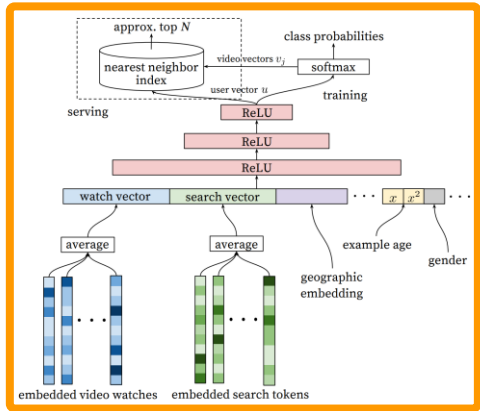 approx. top N
class probabilities
nearest neighbor
index
video vectors vⱼ
softmax
user vector u
serving
training
ReLU
ReLU
ReLU
watch vector
search vector
x
x²
average
average
example age
gender
geographic
embedding
embedded video watches
embedded search tokens